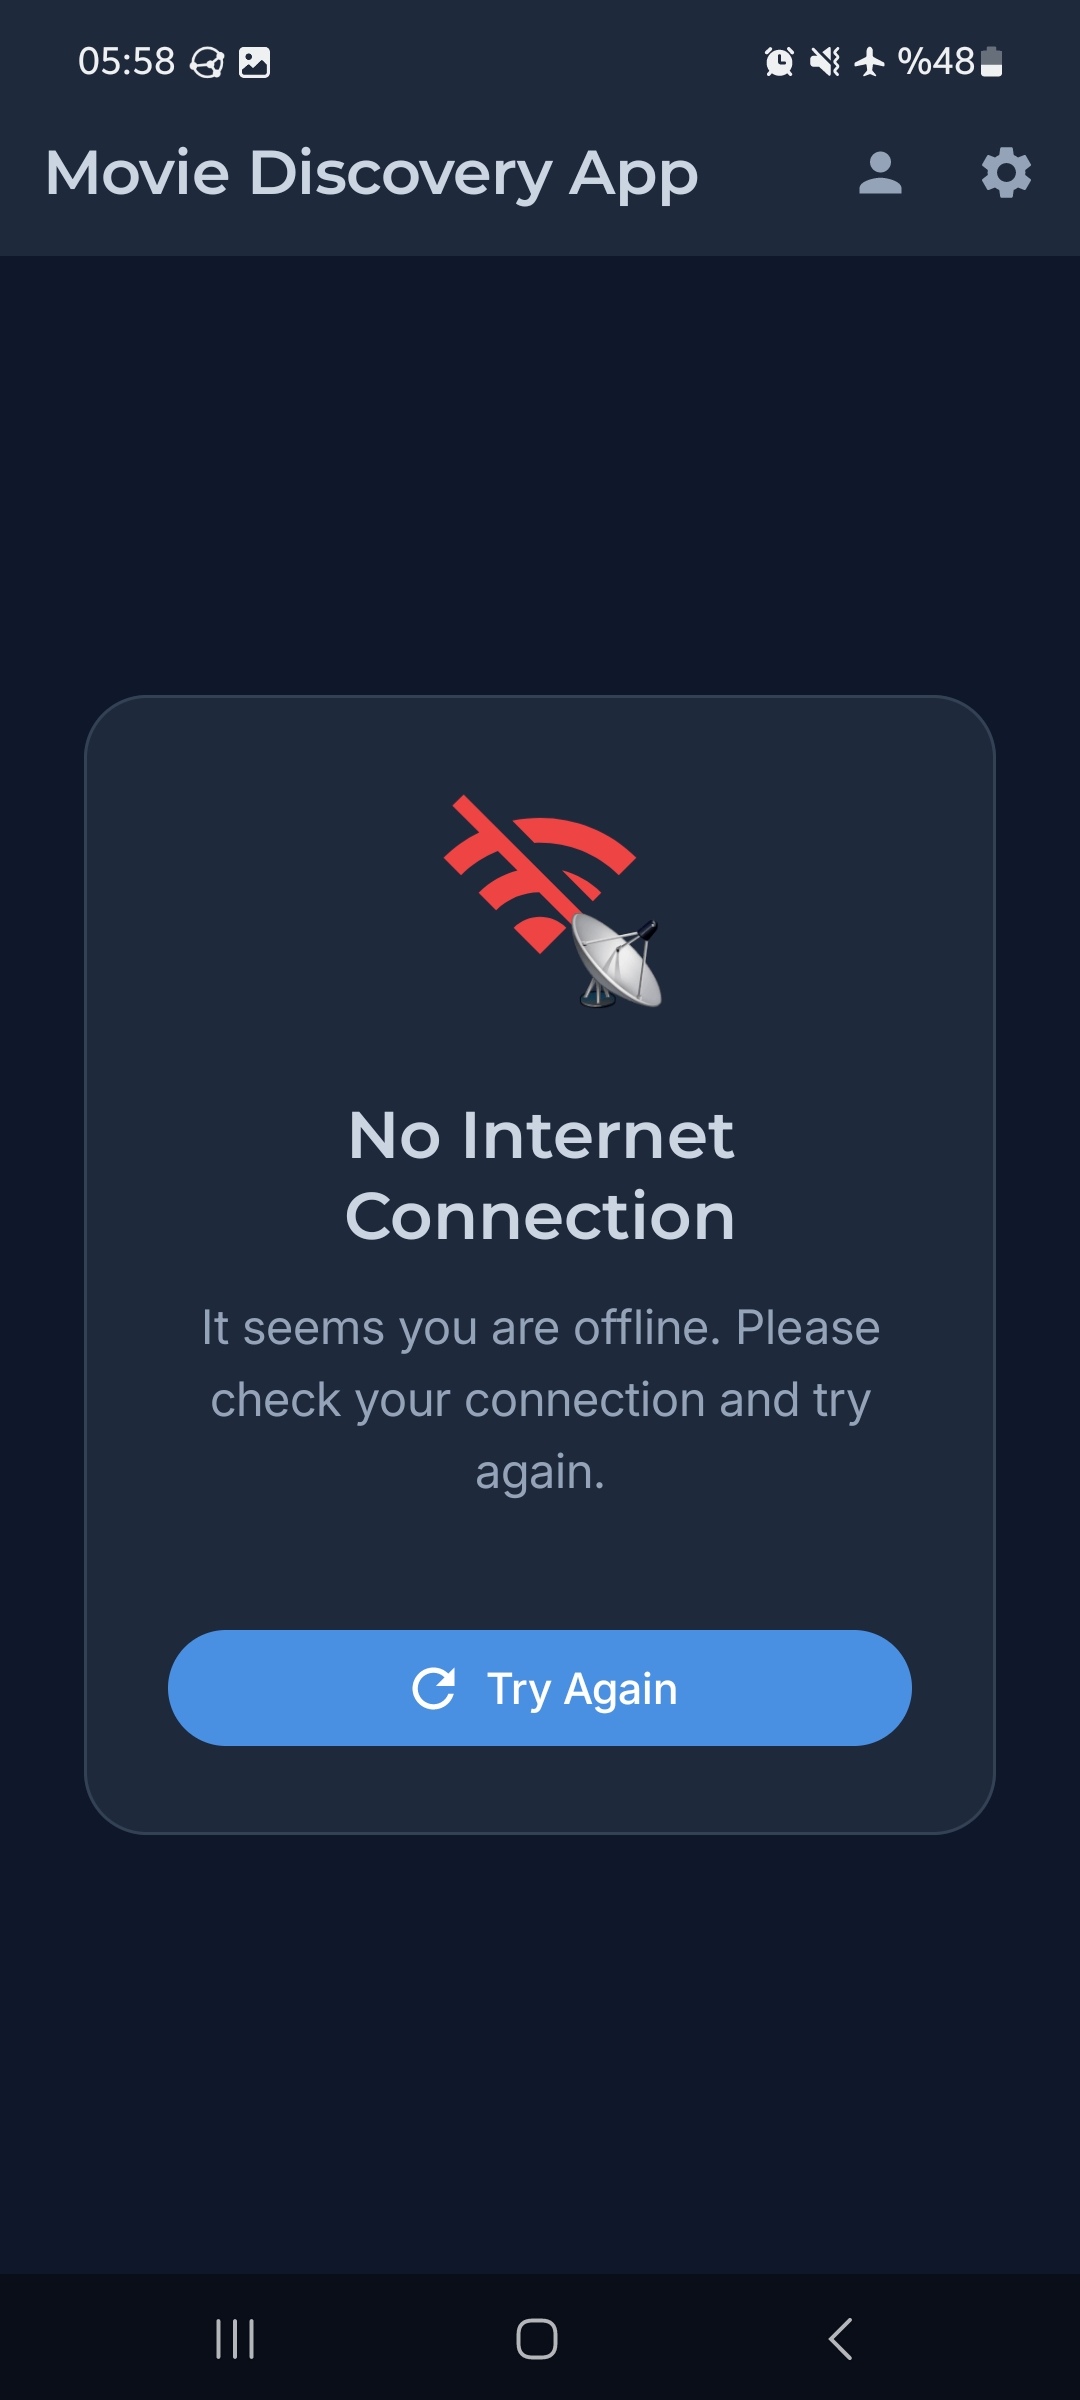 05:58 %48
Movie Discovery App
No Internet
Connection
It seems you are offline. Please
check your connection and try
again.
Try Again